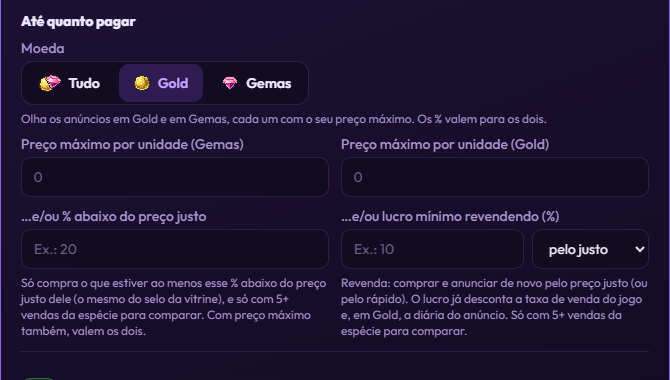 Até quanto pagar
Moeda
Tudo Gold Gemas
Olha os anúncios em Gold e em Gemas, cada um com o seu preço máximo. Os % valem para os dois.
Preço máximo por unidade (Gemas)
0
Preço máximo por unidade (Gold)
0
...e/ou % abaixo do preço justo
Ex.: 20
Só compra o que estiver ao menos esse % abaixo do preço
justo dele (o mesmo do selo da vitrine), e só com 5+
vendas da espécie para comparar. Com preço máximo
também, valem os dois.
...e/ou lucro mínimo revendendo (%)
Ex.: 10 pelo justo
Revenda: comprar e anunciar de novo pelo preço justo (ou
pelo rápido). O lucro já desconta a taxa de venda do jogo
e, em Gold, a diária do anúncio. Só com 5+ vendas da
espécie para comparar.